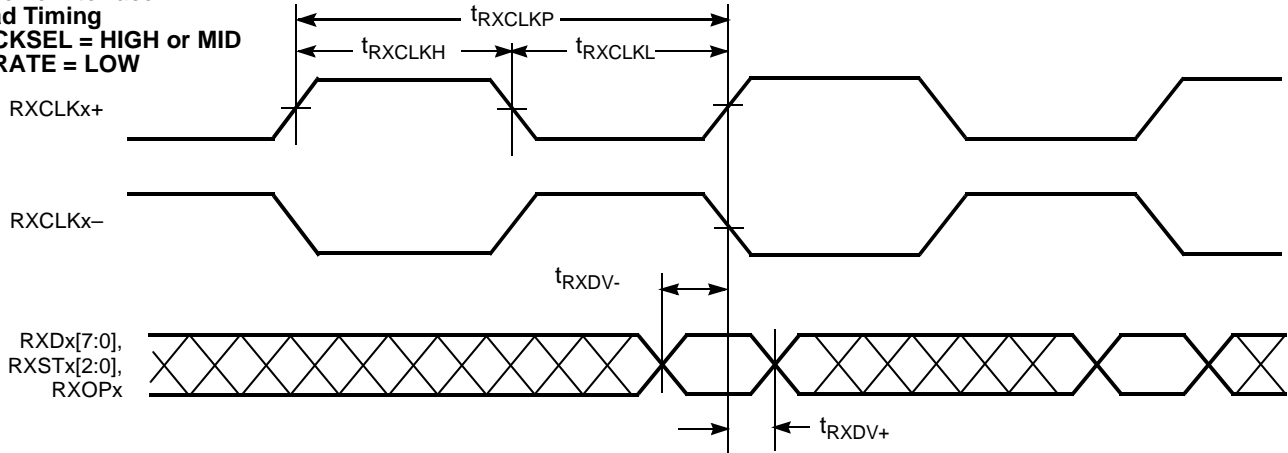 ad Timing
CKSEL = HIGH or MID
RATE = LOW
tRXCLKP
tRXCLKH
tRXCLKL
RXCLKx+
RXCLKx–
tRXDV-
RXDx[7:0],
RXSTx[2:0],
RXOPx
tRXDV+